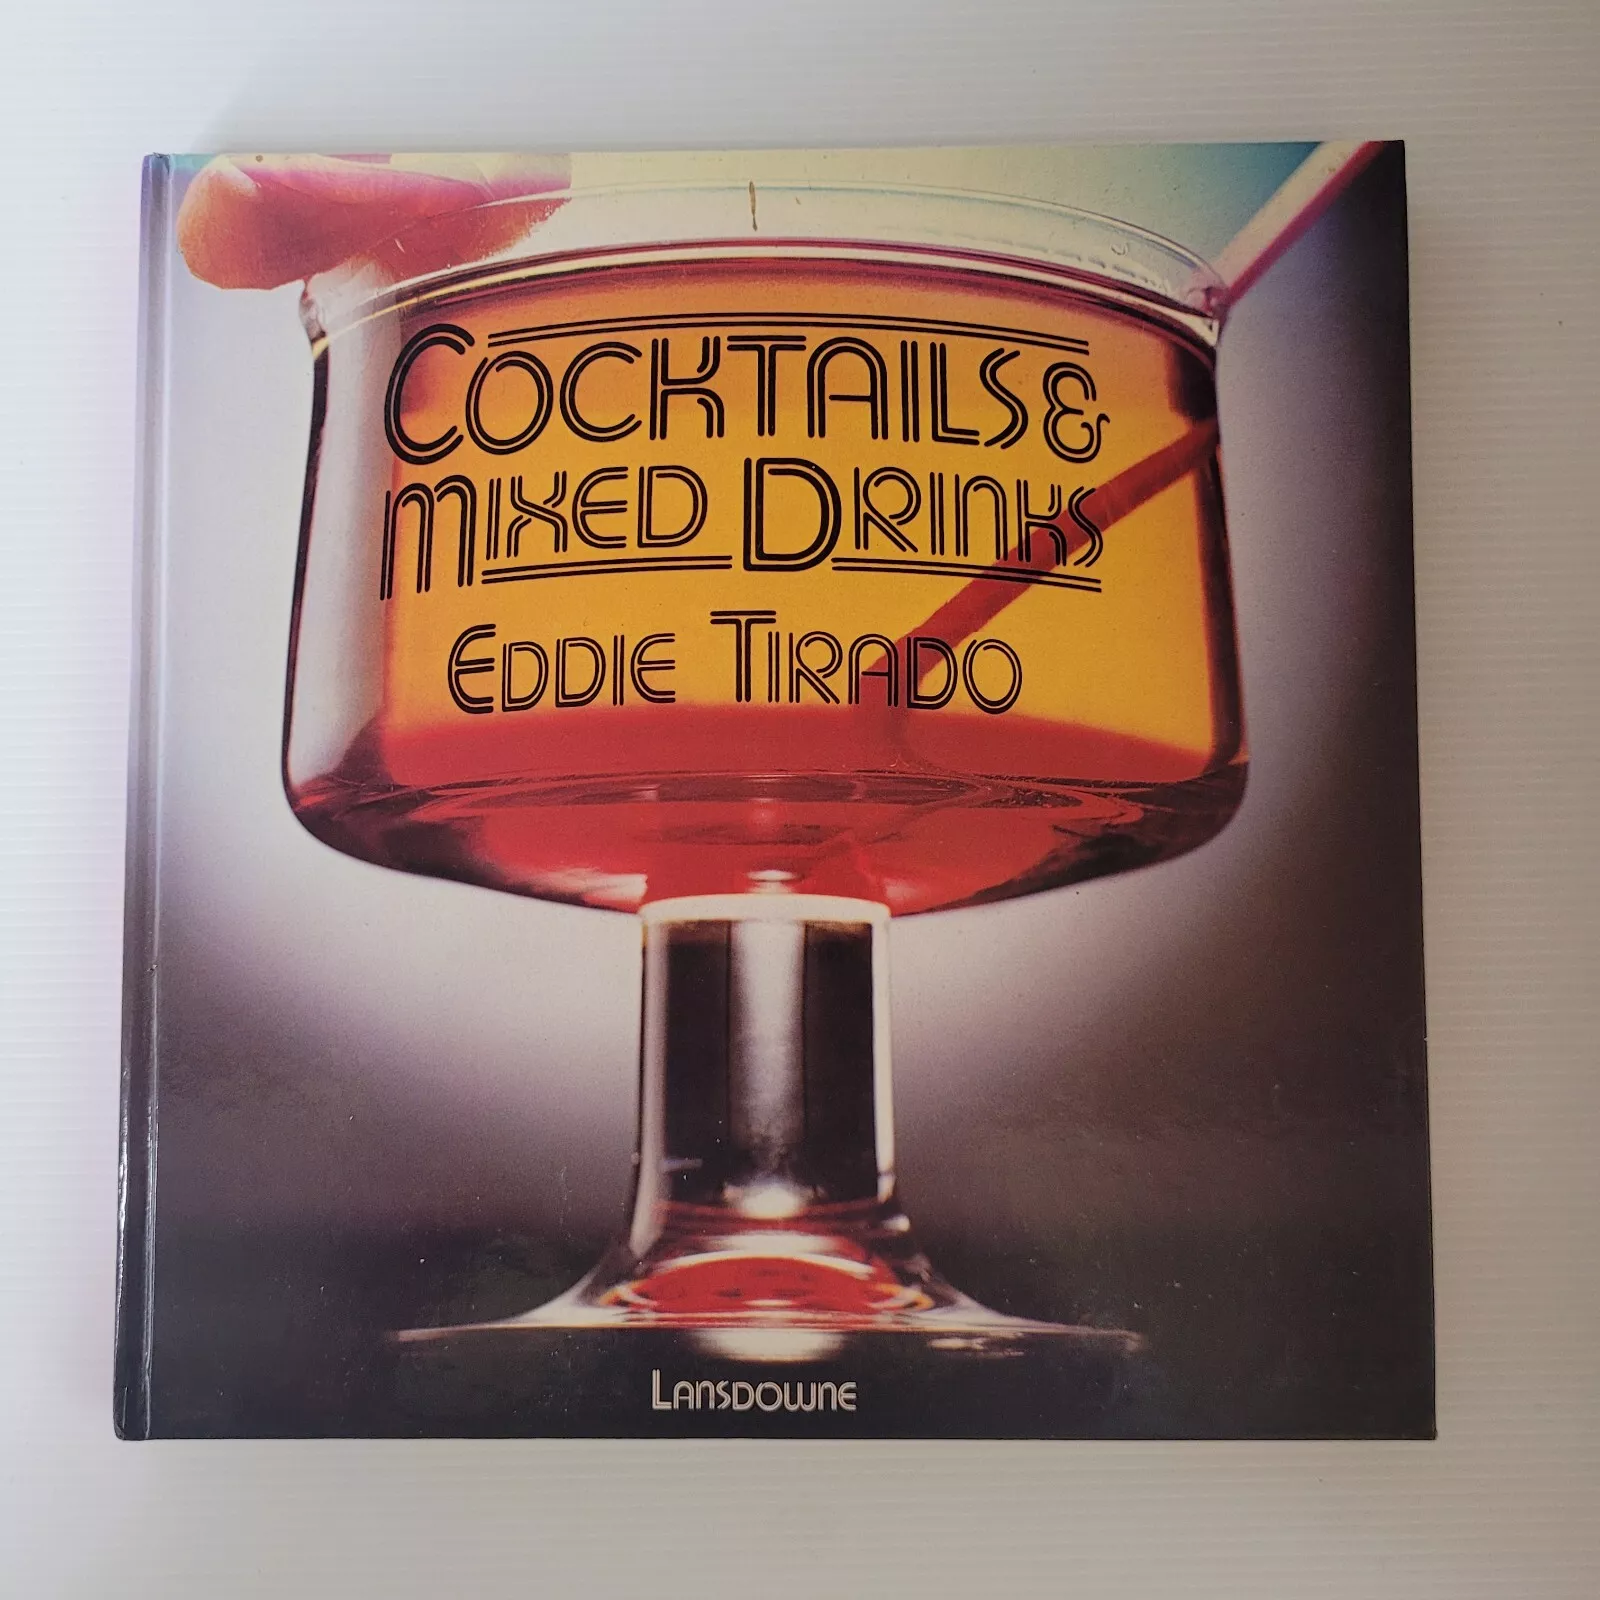 COCKTAILS &
MIXED DRINKS
EDDIE TIRADO
LANSDOWNE